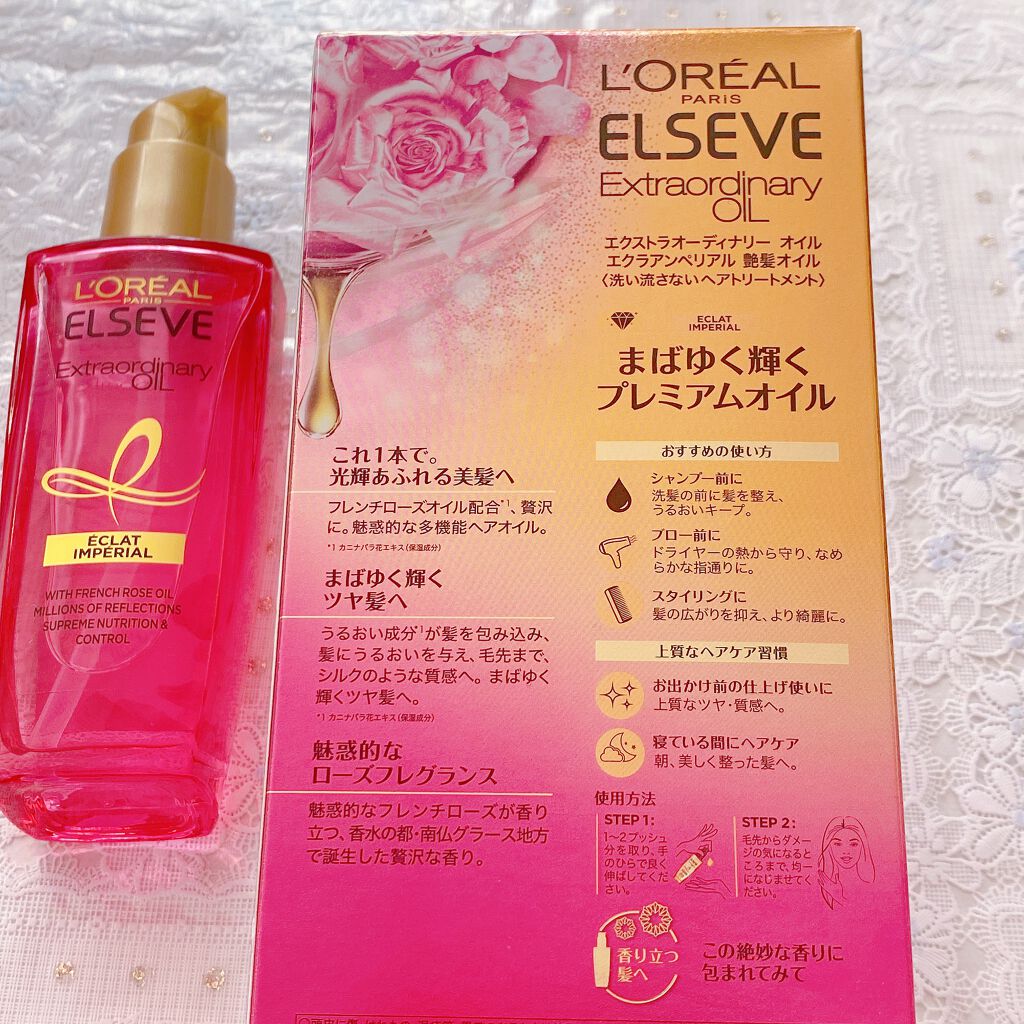 L'ORÉAL
PARIS
ELSEVE
Extraordinary
OIL
ÉCLAT
IMPÉRIAL
WITH FRENCH ROSE OIL
MILLIONS OF REFLECTIONS
SUPREME NUTRITION &
CONTROL
L'ORÉAL
PARIS
ELSEVE
Extraordinary
OIL
エクストラオーディナリー オイル
エクラアンペリアル 艶髪オイル
〈洗い流さないヘアトリートメント〉
ECLAT
IMPERIAL
まばゆく輝く
プレミアムオイル
これ1本で。
光輝あふれる美髪へ
フレンチローズオイル配合*1、贅沢
に。魅惑的な多機能ヘアオイル。
*1 カニナバラ花エキス(保湿成分)
まばゆく輝く
ツヤ髪へ
うるおい成分*1が髪を包み込み、
髪にうるおいを与え、毛先まで、
シルクのような質感へ。まばゆく
輝くツヤ髪へ。
*1 カニナバラ花エキス(保湿成分)
魅惑的な
ローズフレグランス
魅惑的なフレンチローズが香り
立つ、香水の都・南仏グラース地方
で誕生した贅沢な香り。
おすすめの使い方
シャンプー前に
洗髪の前に髪を整え、
うるおいキープ。
ブロー前に
ドライヤーの熱から守り、なめ
らかな指通りに。
スタイリングに
髪の広がりを抑え、より綺麗に。
上質なヘアケア習慣
お出かけ前の仕上げ使いに
上質なツヤ・質感へ。
寝ている間にヘアケア
朝、美しく整った髪へ。
使用方法
STEP 1:
1〜2プッシュ
分を取り、手
のひらで良く
伸ばしてくだ
さい。
STEP 2:
毛先からダメー
ジの気になると
ころまで、均一
になじませてく
ださい。
香り立つ
髪へ
この絶妙な香りに
包まれてみて